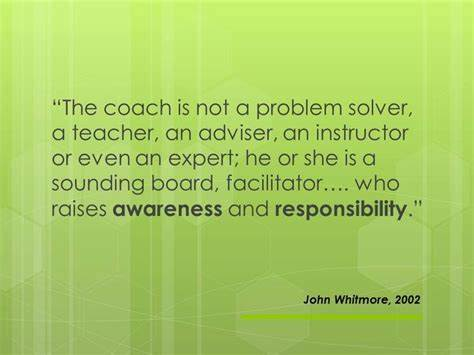 “The coach is not a problem solver,
a teacher, an adviser, an instructor
or even an expert; he or she is a
sounding board, facilitator…. who
raises awareness and responsibility.”
John Whitmore, 2002